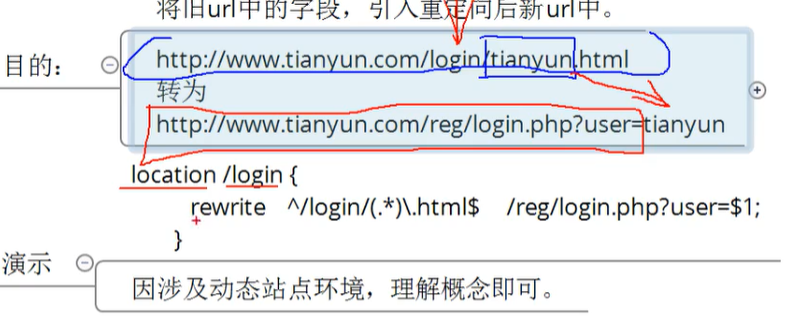 将旧url中的字段，引入重定向后新url中。
目的：
http://www.tianyun.com/login/tianyun.html
转为
http://www.tianyun.com/reg/login.php?user=tianyun
location /login {
rewrite ^/login/(.*)\.html$ /reg/login.php?user=$1;
}
演示
因涉及动态站点环境，理解概念即可。